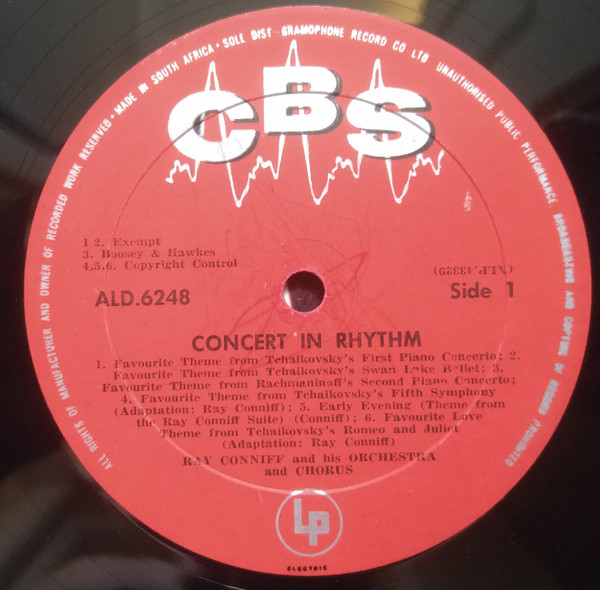 ALL RIGHTS OF MANUFACTURER AND OWNER OF RECORDED WORK RESERVED • MADE IN SOUTH AFRICA • SOLE DIST-GRAMOPHONE RECORD CO LTD UNAUTHORISED PUBLIC PERFORMANCE BROADCASTING AND COPYING OF RECORDS PROHIBITED
CBS
1 2. Exempt
3. Boosey & Hawkes
4,5,6. Copyright Control
(XLP.43329)
ALD.6248
Side 1
CONCERT IN RHYTHM
1. Favourite Theme from Tchaikovsky's First Piano Concerto; 2.
Favourite Theme from Tchaikovsky's Swan Lake Ballet; 3.
Favourite Theme from Rachmaninoff's Second Piano Concerto;
4. Favourite Theme from Tchaikovsky's Fifth Symphony
(Adaptation: Ray Conniff); 5. Early Evening (Theme from
the Ray Conniff Suite) (Conniff); 6. Favourite Love
Theme from Tchaikovsky's Romeo and Juliet
(Adaptation: Ray Conniff)
RAY CONNIFF and his ORCHESTRA
and CHORUS
LP
ELECTRIC